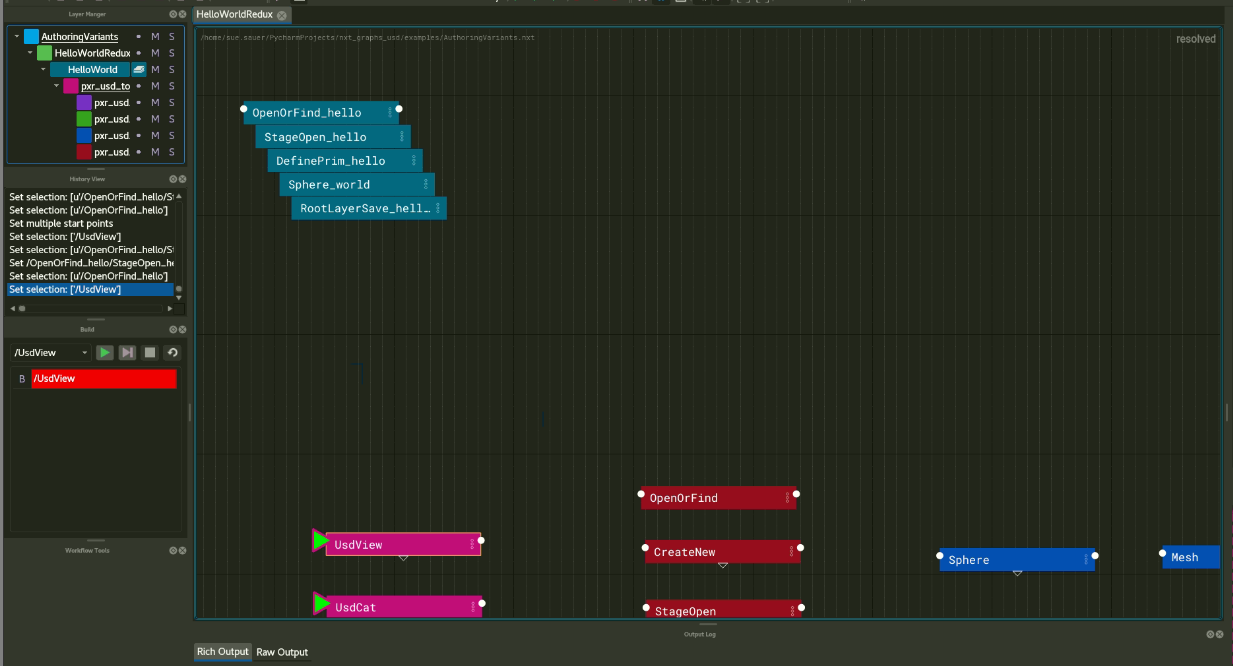 Layer Manger
HelloWorldRedux
AuthoringVariants M S
HelloWorldRedux M S
HelloWorld M S
pxr_usd_to M S
pxr_usd. M S
pxr_usd. M S
pxr_usd. M S
pxr_usd. M S
/home/sue.sauer/PycharmProjects/nxt_graphs_usd/examples/AuthoringVariants.nxt
resolved
OpenOrFind_hello
StageOpen_hello
DefinePrim_hello
Sphere_world
RootLayerSave_hell…
History View
Set selection: [u'/OpenOrFind_hello/St
Set selection: [u'/OpenOrFind_hello']
Set multiple start points
Set selection: ['/UsdView']
Set selection: [u'/OpenOrFind_hello/St
Set /OpenOrFind_hello/StageOpen_he
Set selection: [u'/OpenOrFind_hello']
Set selection: ['/UsdView']
Build
/UsdView
B /UsdView
Workflow Tools
OpenOrFind
UsdView
CreateNew
Sphere
Mesh
UsdCat
StageOpen
Output Log
Rich Output Raw Output